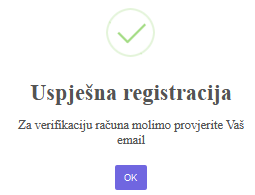 Uspješna registracija
Za verifikaciju računa molimo provjerite Vaš
email
OK